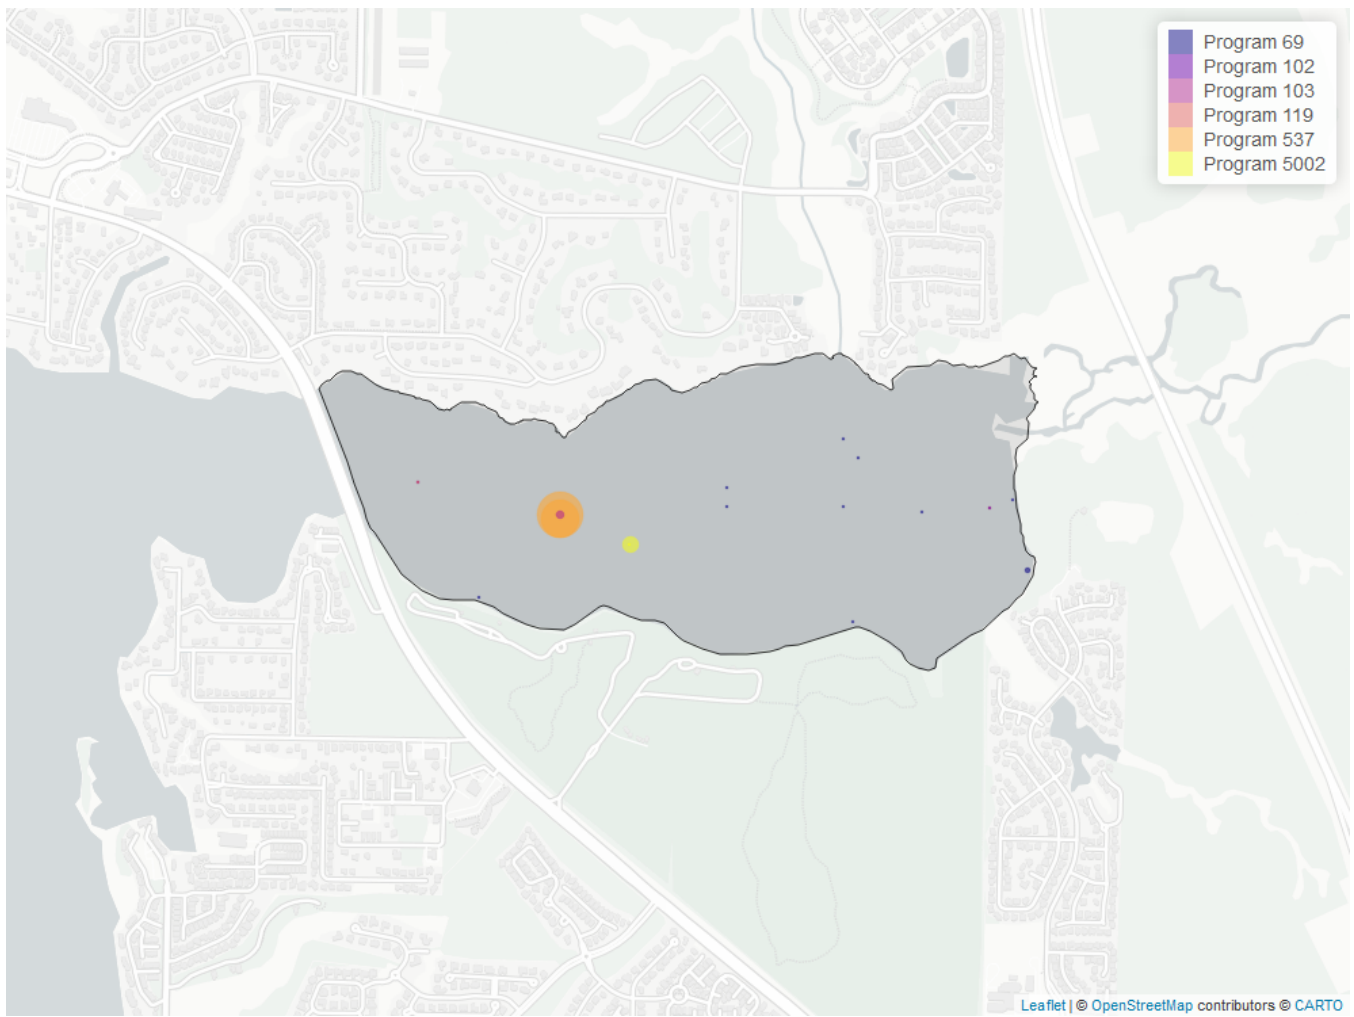 Program 69
Program 102
Program 103
Program 119
Program 537
Program 5002
Leaflet | © OpenStreetMap contributors © CARTO